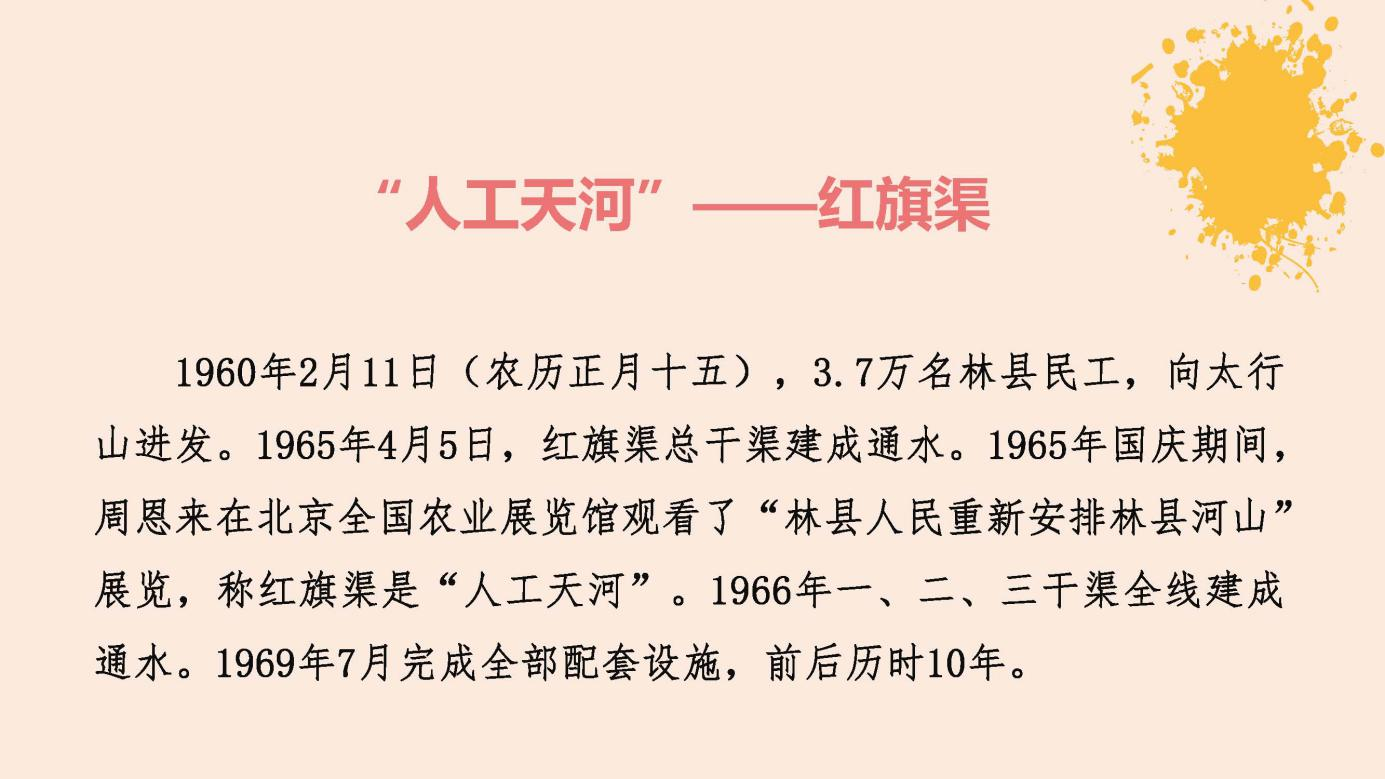 “人工天河”——红旗渠
1960年2月11日（农历正月十五），3.7万名林县民工，向太行
山进发。1965年4月5日，红旗渠总干渠建成通水。1965年国庆期间，
周恩来在北京全国农业展览馆观看了“林县人民重新安排林县河山”
展览，称红旗渠是“人工天河”。1966年一、二、三干渠全线建成
通水。1969年7月完成全部配套设施，前后历时10年。